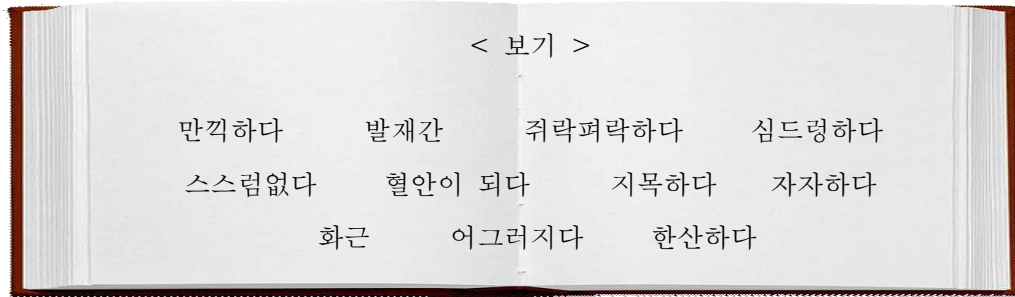 < 보기 >
만끽하다 발재간 쥐락펴락하다 심드렁하다
스스럼없다 혈안이 되다 지목하다 자자하다
화근 어그러지다 한산하다